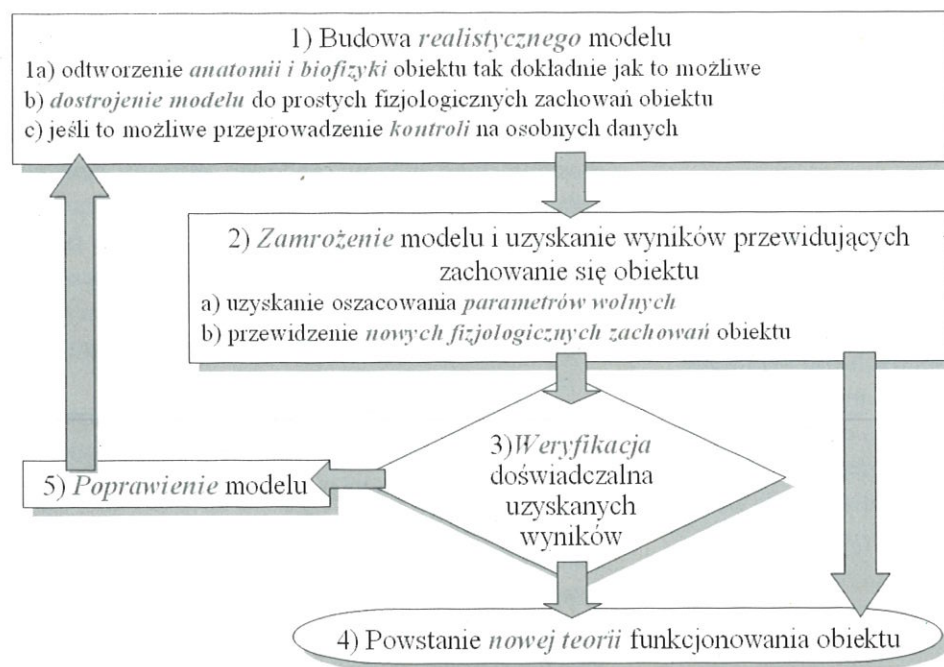 1) Budowa realistycznego modelu
1a) odtworzenie anatomii i biofizyki obiektu tak dokładnie jak to możliwe
b) dostrojenie modelu do prostych fizjologicznych zachowań obiektu
c) jeśli to możliwe przeprowadzenie kontroli na osobnych danych
2) Zamrożenie modelu i uzyskanie wyników przewidujących
zachowanie się obiektu
a) uzyskanie oszacowania parametrów wolnych
b) przewidzenie nowych fizjologicznych zachowań obiektu
3)Weryfikacja
doświadczalna
uzyskanych
wyników
5) Poprawienie modelu
4) Powstanie nowej teorii funkcjonowania obiektu